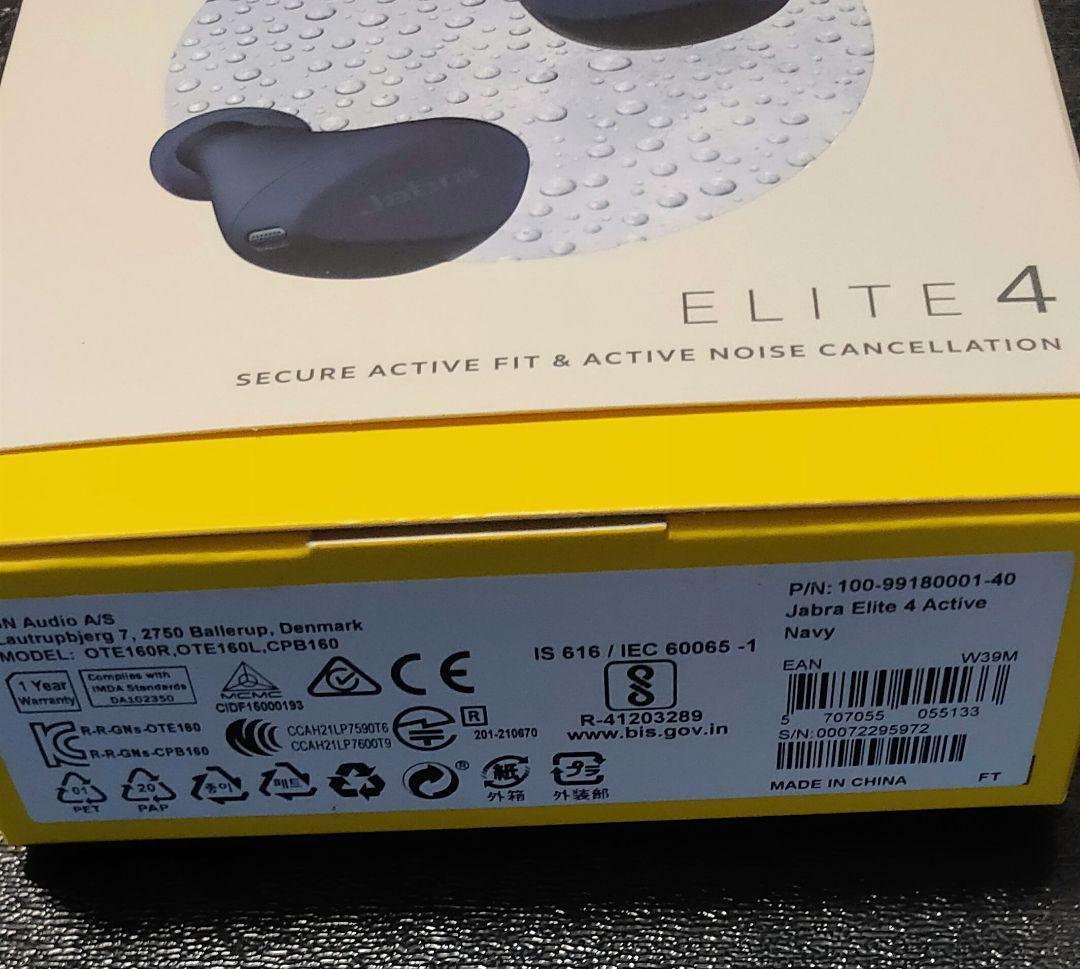 Jabra
ELITE 4
SECURE ACTIVE FIT & ACTIVE NOISE CANCELLATION
N Audio A/S
Lautrupbjerg 7, 2750 Ballerup, Denmark
MODEL: OTE160R,OTE160L,CPB160
1 Year
Warranty
Complies with
IMDA Standards
DA102350
MCMC
CIDF16000193
CE
IS 616 / IEC 60065 -1
R-41203289
www.bis.gov.in
R-R-GNs-OTE160
R-R-GNs-CPB160
CCAH21LP7590T6
CCAH21LP7600T9
R
201-210670
01
PET
20
PAP
종이
페트
®
紙
外箱
プラ
外装部
P/N: 100-99180001-40
Jabra Elite 4 Active
Navy
EAN
W39M
5 707055 055133
S/N:00072295972
MADE IN CHINA
FT